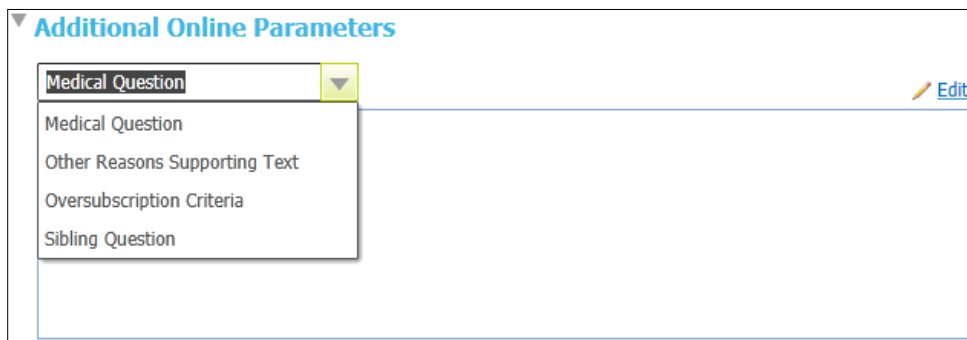 Additional Online Parameters
Medical Question
Edit
Medical Question
Other Reasons Supporting Text
Oversubscription Criteria
Sibling Question